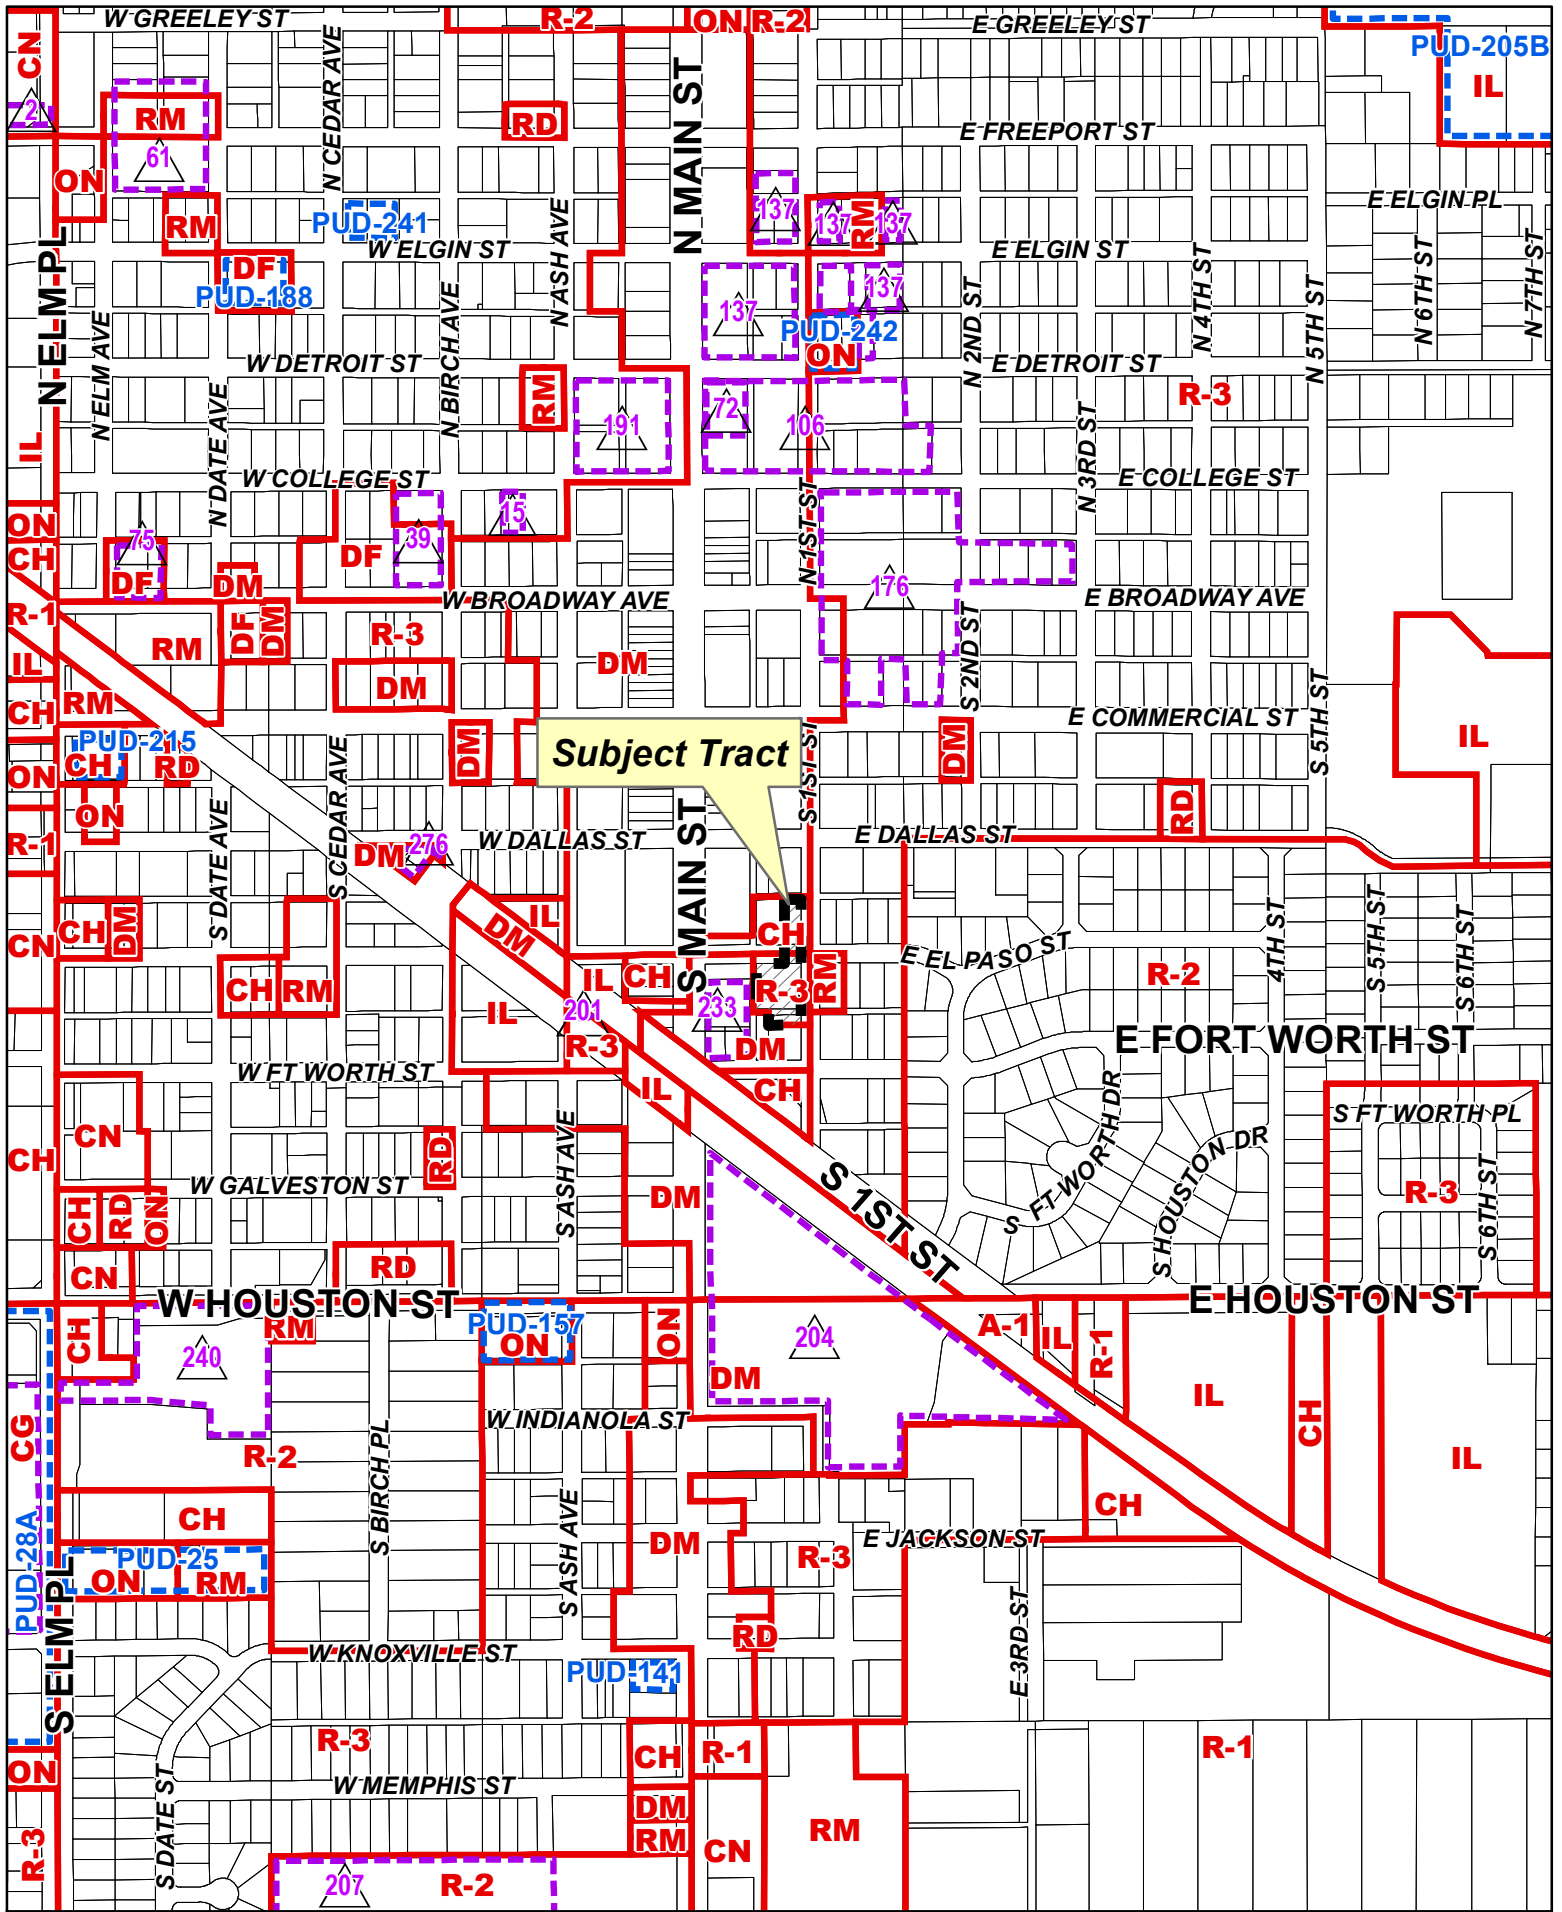 W GREELEY ST
R-2
ON
R-2
E GREELEY ST
PUD-205B
CN
IL
2
RM
RD
N CEDAR AVE
N MAIN ST
E FREEPORT ST
61
ON
E ELGIN PL
RM
PUD-241
137
137
RM
137
W ELGIN ST
N ASH AVE
E ELGIN ST
N 4TH ST
N 6TH ST
N 7TH ST
DF
PUD-188
137
137
N ELM PL
N 2ND ST
N 5TH ST
PUD-242
ON
N ELM AVE
N BIRCH AVE
W DETROIT ST
E DETROIT ST
R-3
RM
72
N DATE AVE
191
106
N 3RD ST
IL
W COLLEGE ST
E COLLEGE ST
ON
15
N 1ST ST
75
39
CH
DF
DF
DM
176
W BROADWAY AVE
E BROADWAY AVE
R-1
DF
DM
R-3
RM
DM
IL
DM
S 2ND ST
CH
RM
E COMMERCIAL ST
S 5TH ST
PUD-215
DM
Subject Tract
S 1ST ST
DM
IL
CH
RD
ON
S CEDAR AVE
ON
S DATE AVE
RD
R-1
S MAIN ST
W DALLAS ST
E DALLAS ST
276
DM
CH
DM
IL
DM
CH
4TH ST
S 5TH ST
S 6TH ST
CN
E EL PASO ST
R-2
CH
RM
IL
CH
R-3
RM
IL
201
233
R-3
DM
E FORT WORTH ST
W FT WORTH ST
IL
CH
CN
S FT WORTH PL
S ASH AVE
S FT WORTH DR
S HOUSTON DR
CH
RD
W GALVESTON ST
DM
S 1ST ST
R-3
S 6TH ST
CH
RD
ON
CN
RD
W HOUSTON ST
E HOUSTON ST
CH
RM
PUD-157
ON
ON
204
A-1
IL
R-1
240
DM
IL
CG
W INDIANOLA ST
CH
S BIRCH PL
R-2
IL
CH
CH
S ASH AVE
DM
E JACKSON ST
PUD-28A
PUD-25
ON
RM
R-3
E 3RD ST
S ELM PL
RD
W KNOXVILLE ST
PUD-141
R-3
CH
R-1
R-1
ON
W MEMPHIS ST
S DATE ST
DM
RM
RM
R-3
CN
207
R-2